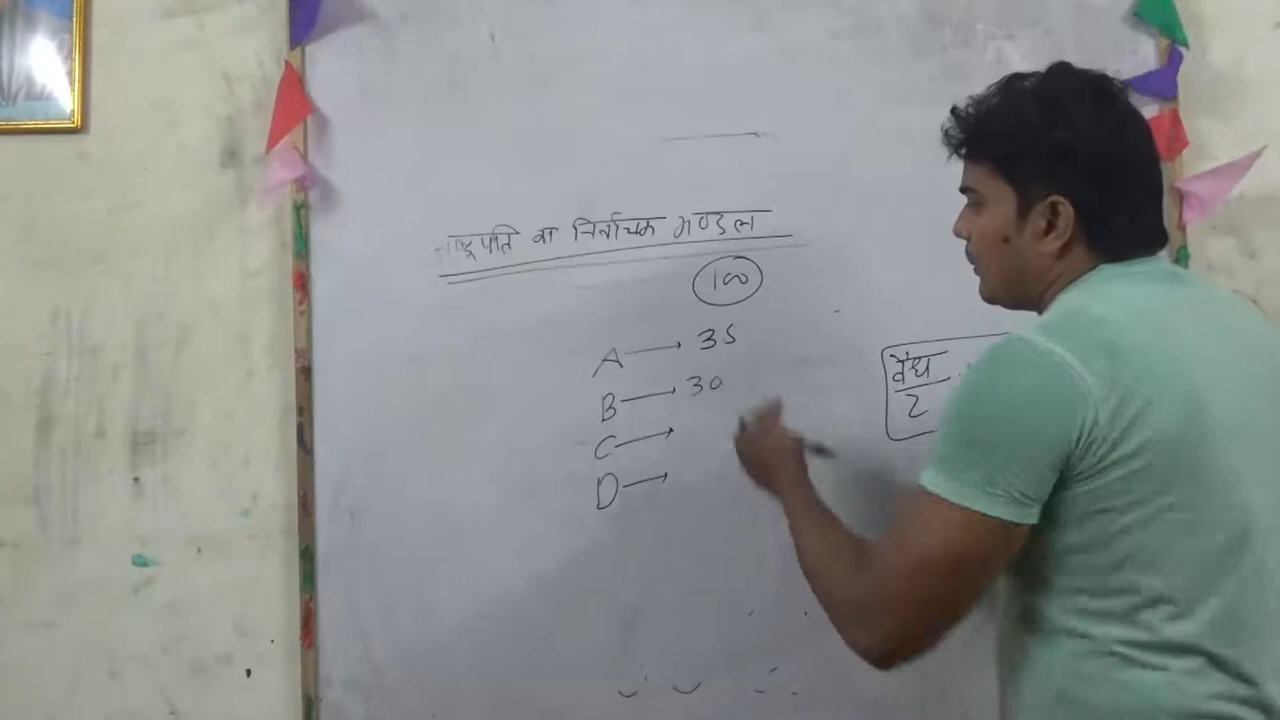 राष्ट्रपति का निर्वाचक मण्डल
100
A → 35
B → 30
C →
D →
वैध
2